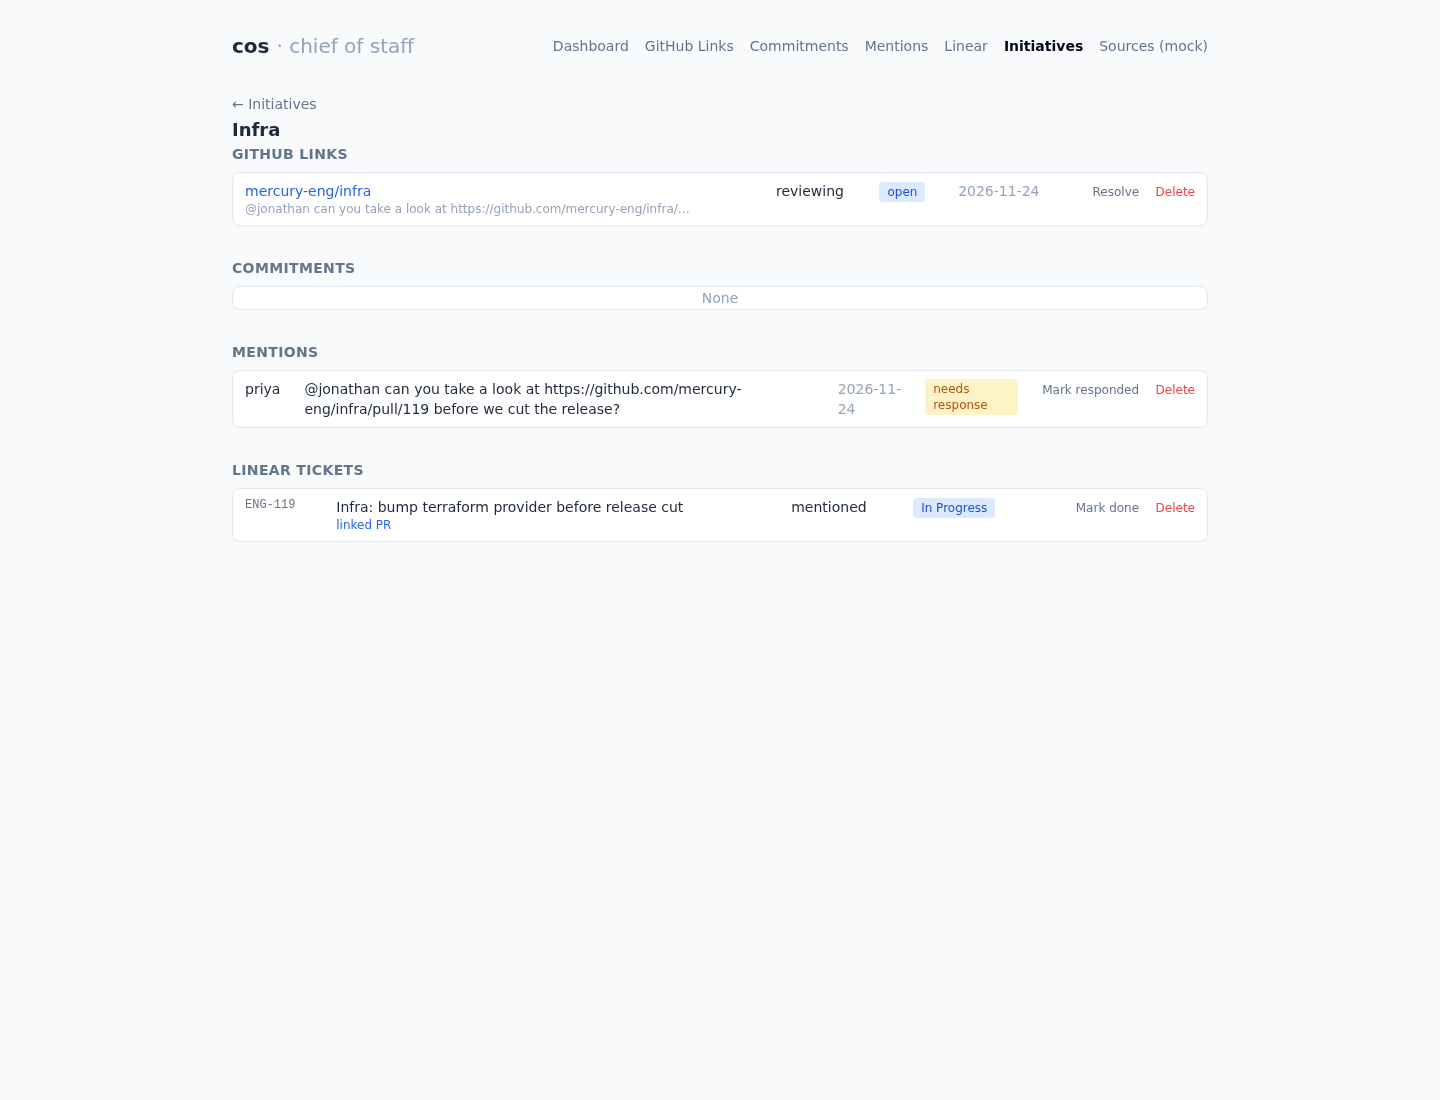 cos · chief of staff
Dashboard GitHub Links Commitments Mentions Linear Initiatives Sources (mock)
← Initiatives
Infra
GITHUB LINKS
mercury-eng/infra reviewing open 2026-11-24 Resolve Delete
@jonathan can you take a look at https://github.com/mercury-eng/infra/...
COMMITMENTS
None
MENTIONS
priya @jonathan can you take a look at https://github.com/mercury- 2026-11- needs Mark responded Delete
eng/infra/pull/119 before we cut the release? 24 response
LINEAR TICKETS
ENG-119 Infra: bump terraform provider before release cut mentioned In Progress Mark done Delete
linked PR